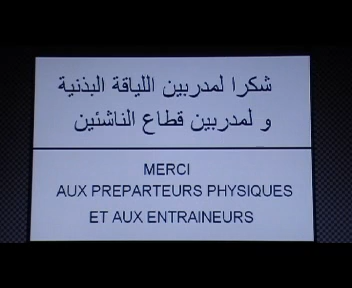 شكرا لمدربين اللياقة البدنية
و لمدربين قطاع الناشئين
MERCI
AUX PREPARTEURS PHYSIQUES
ET AUX ENTRAINEURS